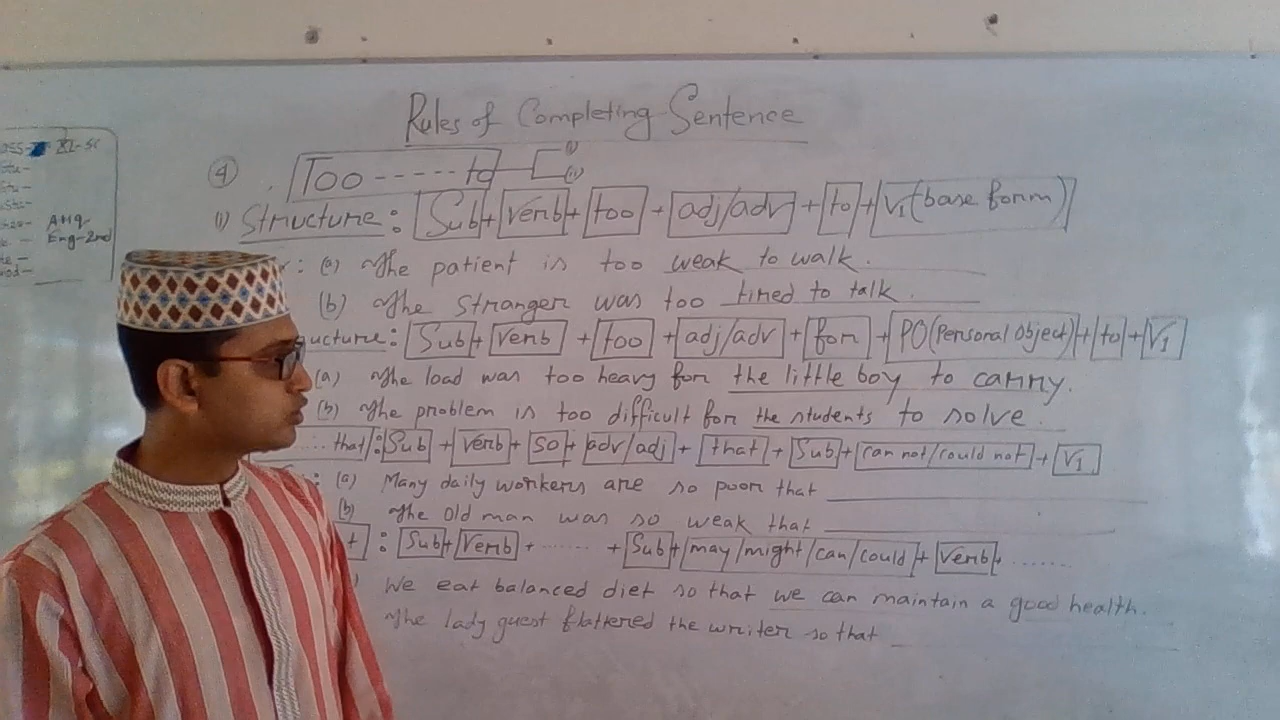 Rules of Completing Sentence
4 Too ----- to (i)
(ii)
(i) Structure: Sub + verb + too + adj/adv + to + V1 (base form)
: (a) The patient is too weak to walk.
(b) The stranger was too tired to talk.
ucture: Sub + verb + too + adj/adv + for + PO (Personal Object) + to + V1
(a) The load was too heavy for the little boy to carry.
(b) The problem is too difficult for the students to solve.
... that: Sub + verb + so + adv/adj + that + Sub + can not/could not + V1
: (a) Many daily workers are so poor that
(b) The old man was so weak that
t : Sub + Verb + ...... + Sub + may/might/can/could + verb + ......
We eat balanced diet so that we can maintain a good health.
The lady guest flattered the writer so that
AHQ
Eng-2nd